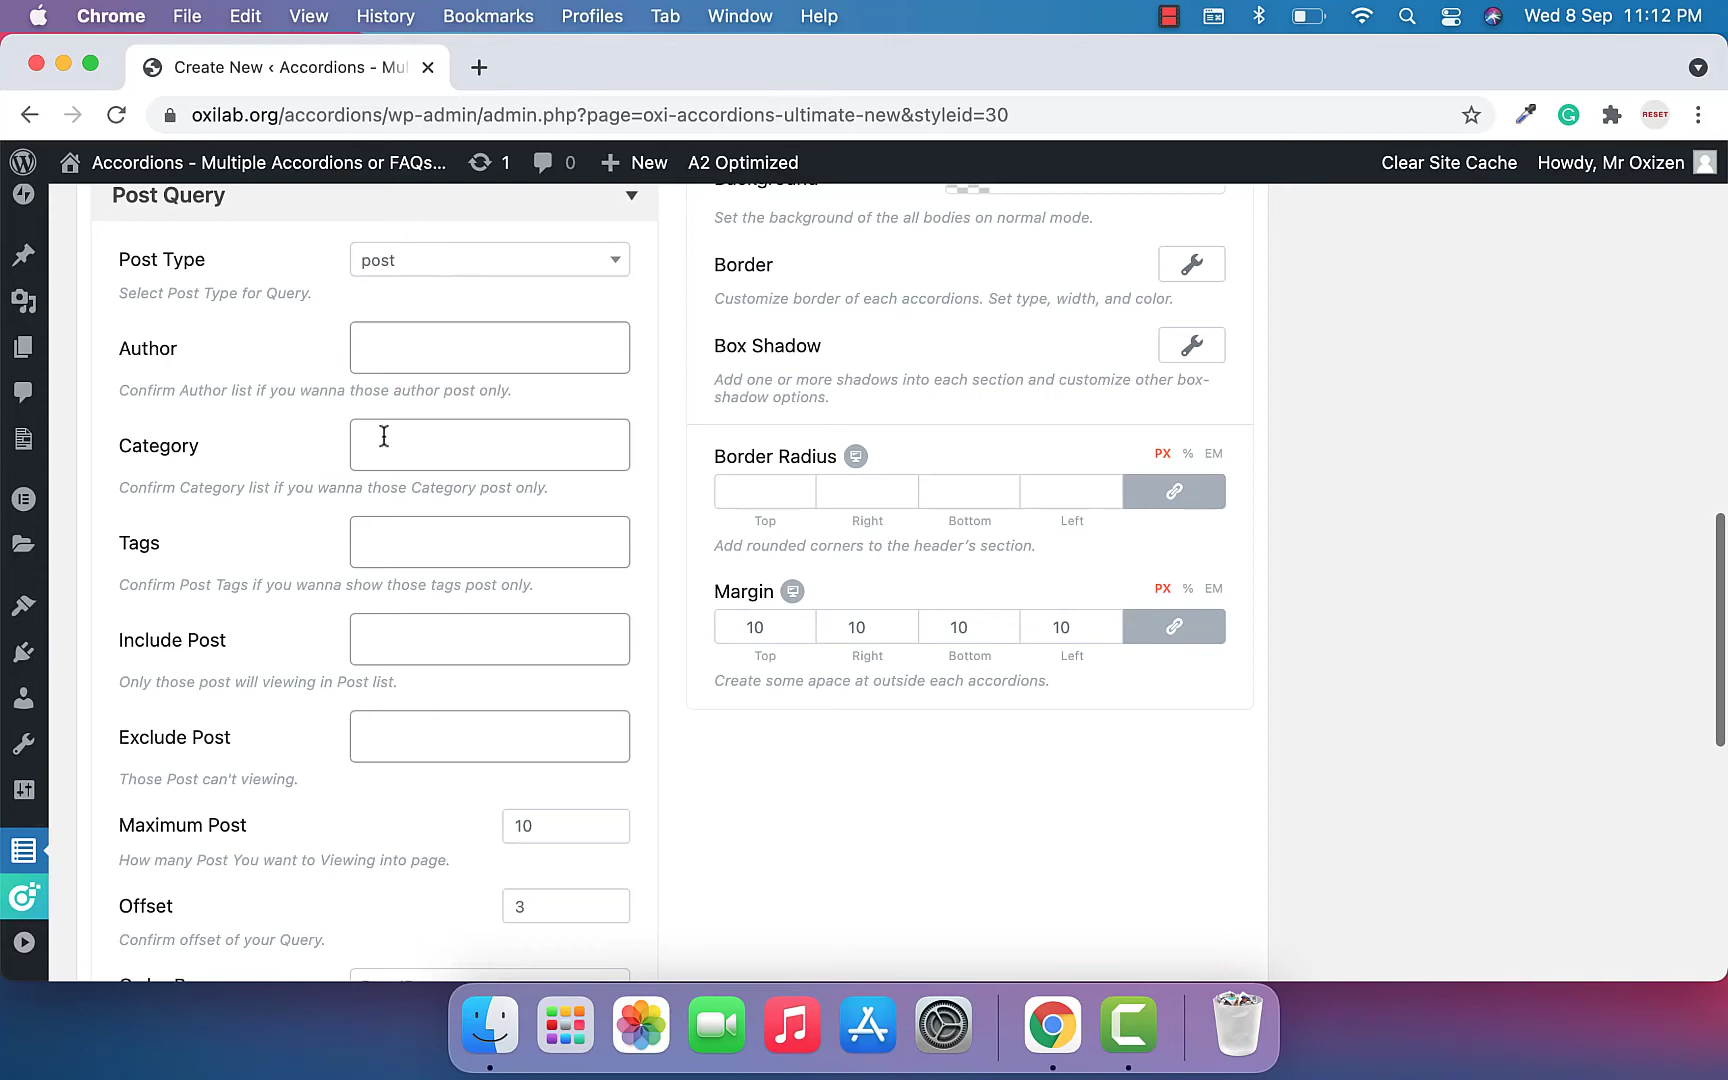 Chrome File Edit View History Bookmarks Profiles Tab Window Help Wed 8 Sep 11:12 PM
Create New ‹ Accordions - Mul
oxilab.org/accordions/wp-admin/admin.php?page=oxi-accordions-ultimate-new&styleid=30 RESET
Accordions - Multiple Accordions or FAQs... 1 0 New A2 Optimized Clear Site Cache Howdy, Mr Oxizen
Post Query
Post Type post
Select Post Type for Query.
Author
Confirm Author list if you wanna those author post only.
Category
Confirm Category list if you wanna those Category post only.
Tags
Confirm Post Tags if you wanna show those tags post only.
Include Post
Only those post will viewing in Post list.
Exclude Post
Those Post can't viewing.
Maximum Post 10
How many Post You want to Viewing into page.
Offset 3
Confirm offset of your Query.
Background
Set the background of the all bodies on normal mode.
Border
Customize border of each accordions. Set type, width, and color.
Box Shadow
Add one or more shadows into each section and customize other box-
shadow options.
Border Radius PX % EM
Top Right Bottom Left
Add rounded corners to the header's section.
Margin PX % EM
10 10 10 10
Top Right Bottom Left
Create some apace at outside each accordions.